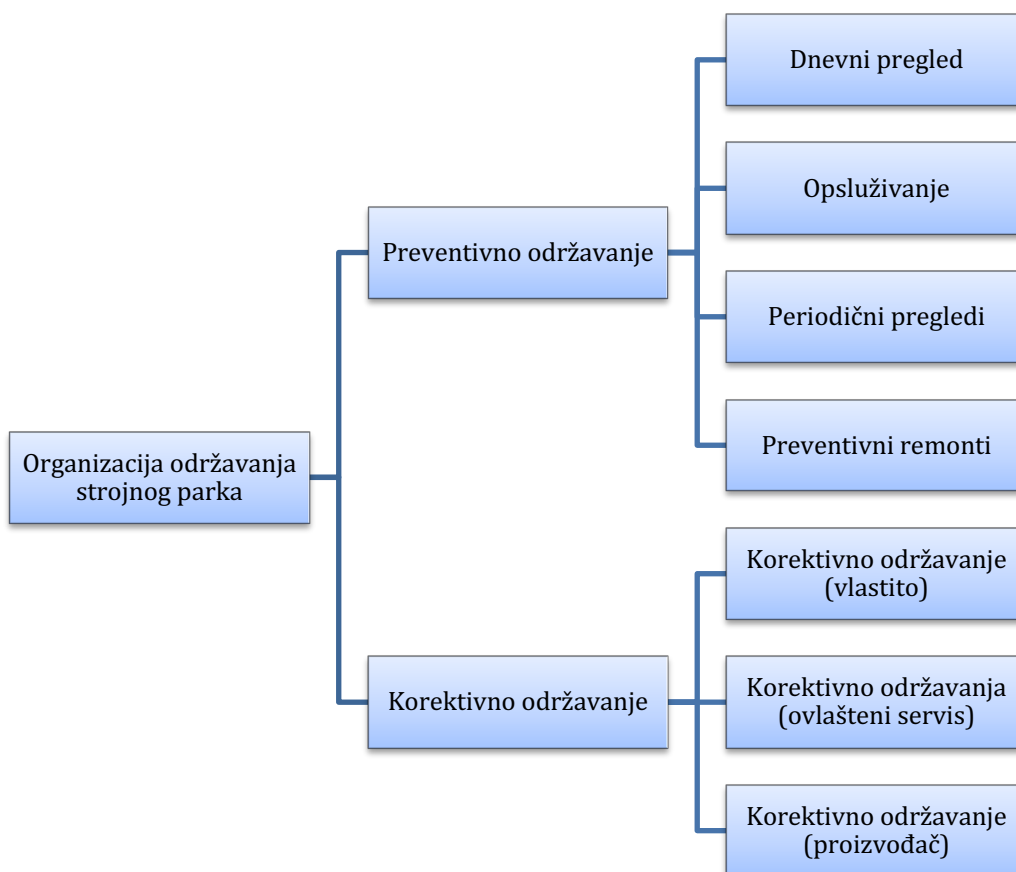 Organizacija održavanja
strojnog parka
Preventivno održavanje
Dnevni pregled
Opsluživanje
Periodični pregledi
Preventivni remonti
Korektivno održavanje
Korektivno održavanje
(vlastito)
Korektivno održavanja
(ovlašteni servis)
Korektivno održavanje
(proizvođač)